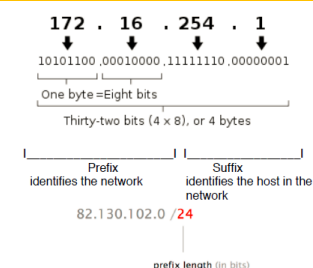 172 . 16 . 254 . 1
10101100 .00010000 .11111110 .00000001
One byte =Eight bits
Thirty-two bits (4 x 8), or 4 bytes
Prefix
identifies the network
Suffix
identifies the host in the
network
82.130.102.0 /24
prefix length (in bits)